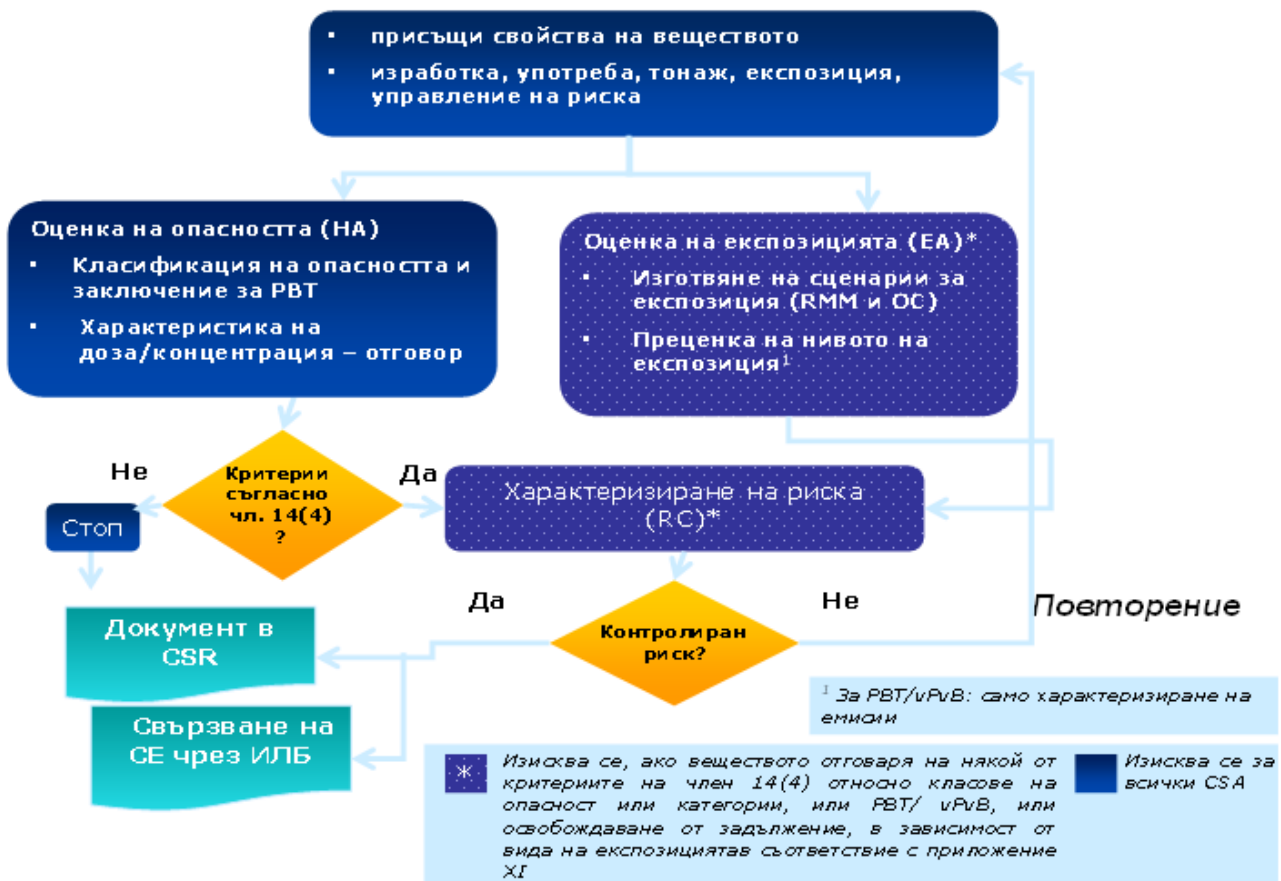 ▪ присъщи свойства на веществото
▪ изработка, употреба, тонаж, експозиция,
управление на риска
Оценка на опасността (HA)
▪ Класификация на опасността и
заключение за PBT
▪ Характеристика на
доза/концентрация – отговор
Оценка на експозицията (EA)*
▪ Изготвяне на сценарии за
експозиция (RMM и OC)
▪ Преценка на нивото на
експозиция¹
Не
Критерии
съгласно
чл. 14(4)
?
Да
Характеризиране на риска
(RC)*
Стоп
Да
Контролиран
риск?
Не
Повторение
Документ в
CSR
Свързване на
СЕ чрез ИЛБ
¹ За PBT/vPvB: само характеризиране на
емисии
* Изисква се, ако веществото отговаря на някой от
критериите на член 14(4) относно класове на
опасност или категории, или PBT/ vPvB, или
освобождаване от задължение, в зависимост от
вида на експозициятав съответствие с приложение
XI
Изисква се за
всички CSA